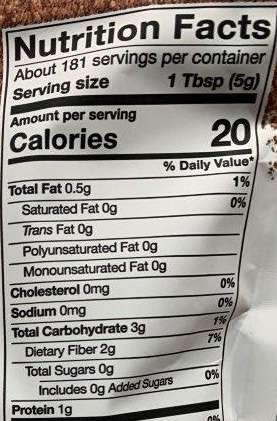 Nutrition Facts
About 181 servings per container
Serving size 1 Tbsp (5g)
Amount per serving
Calories 20
% Daily Value*
Total Fat 0.5g 1%
Saturated Fat 0g 0%
Trans Fat 0g
Polyunsaturated Fat 0g
Monounsaturated Fat 0g
Cholesterol 0mg 0%
Sodium 0mg 0%
Total Carbohydrate 3g 1%
Dietary Fiber 2g 7%
Total Sugars 0g
Includes 0g Added Sugars 0%
Protein 1g
0%